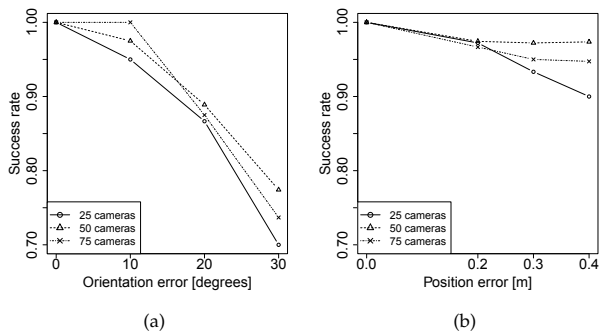 1.00
0.90
0.80
0.70
Success rate
25 cameras
50 cameras
75 cameras
0 10 20 30
Orientation error [degrees]
(a)
1.00
0.90
0.80
0.70
Success rate
25 cameras
50 cameras
75 cameras
0.0 0.2 0.3 0.4
Position error [m]
(b)